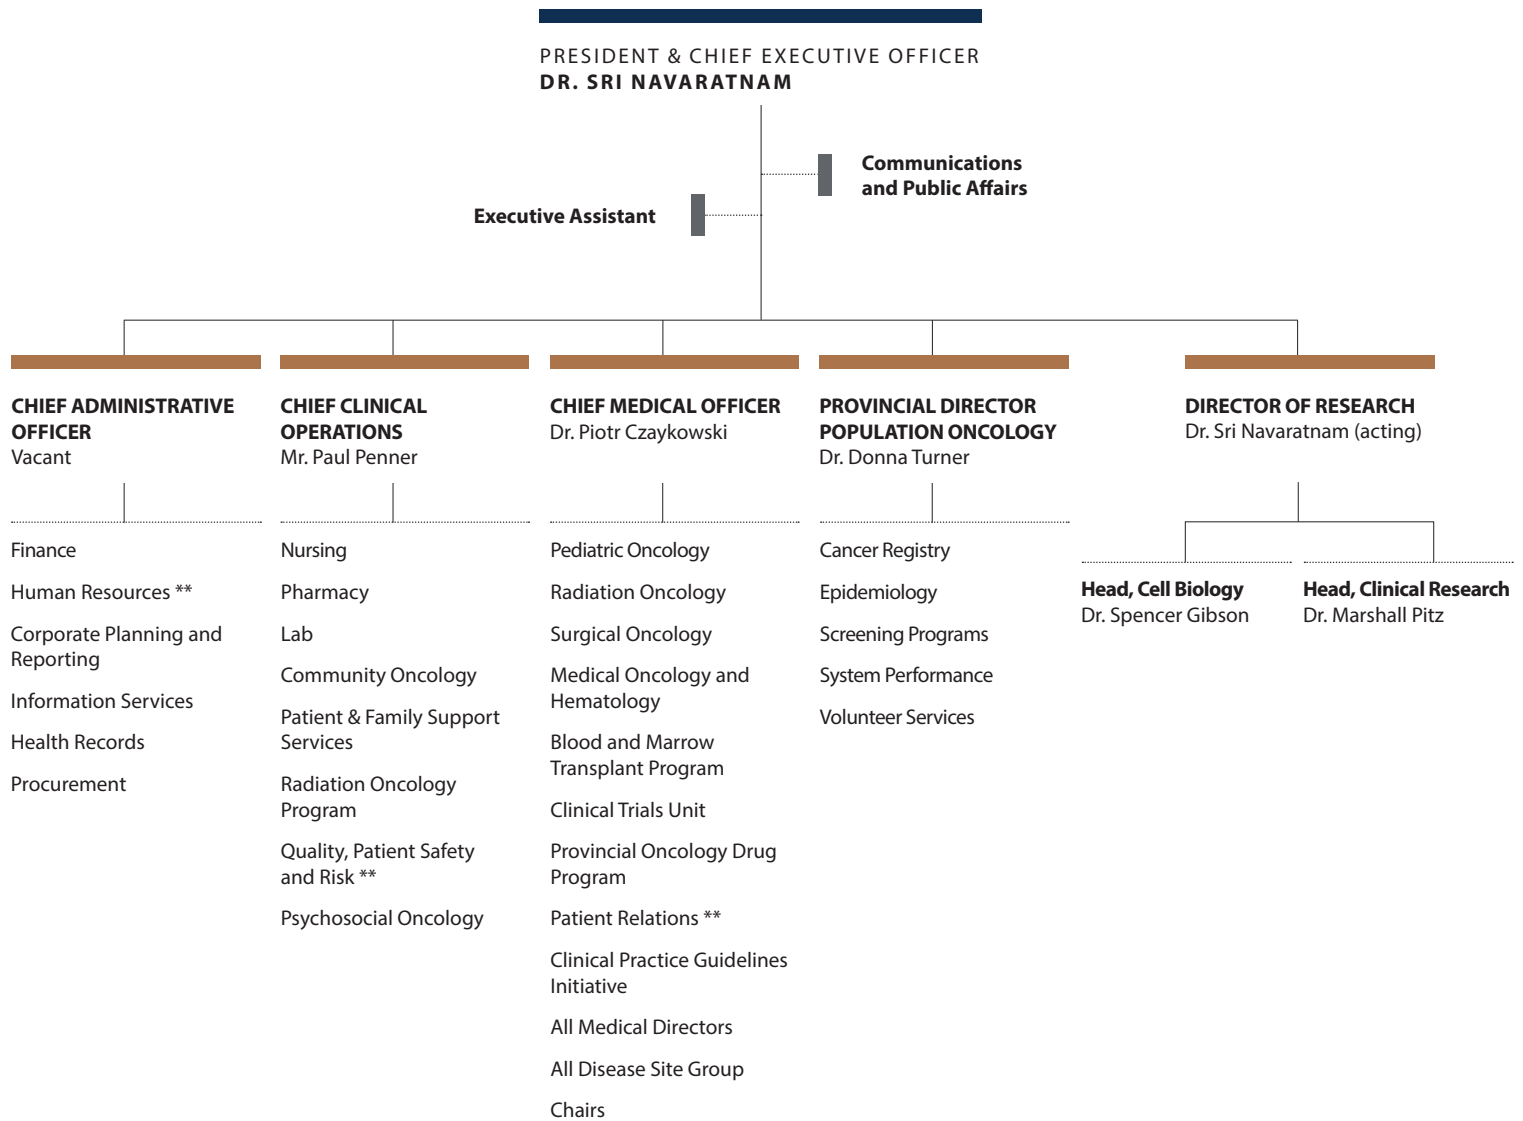 PRESIDENT & CHIEF EXECUTIVE OFFICER
DR. SRI NAVARATNAM
Communications
and Public Affairs
Executive Assistant
CHIEF ADMINISTRATIVE
OFFICER
Vacant
Finance
Human Resources **
Corporate Planning and
Reporting
Information Services
Health Records
Procurement
CHIEF CLINICAL
OPERATIONS
Mr. Paul Penner
Nursing
Pharmacy
Lab
Community Oncology
Patient & Family Support
Services
Radiation Oncology
Program
Quality, Patient Safety
and Risk **
Psychosocial Oncology
CHIEF MEDICAL OFFICER
Dr. Piotr Czaykowski
Pediatric Oncology
Radiation Oncology
Surgical Oncology
Medical Oncology and
Hematology
Blood and Marrow
Transplant Program
Clinical Trials Unit
Provincial Oncology Drug
Program
Patient Relations **
Clinical Practice Guidelines
Initiative
All Medical Directors
All Disease Site Group
Chairs
PROVINCIAL DIRECTOR
POPULATION ONCOLOGY
Dr. Donna Turner
Cancer Registry
Epidemiology
Screening Programs
System Performance
Volunteer Services
DIRECTOR OF RESEARCH
Dr. Sri Navaratnam (acting)
Head, Cell Biology
Dr. Spencer Gibson
Head, Clinical Research
Dr. Marshall Pitz